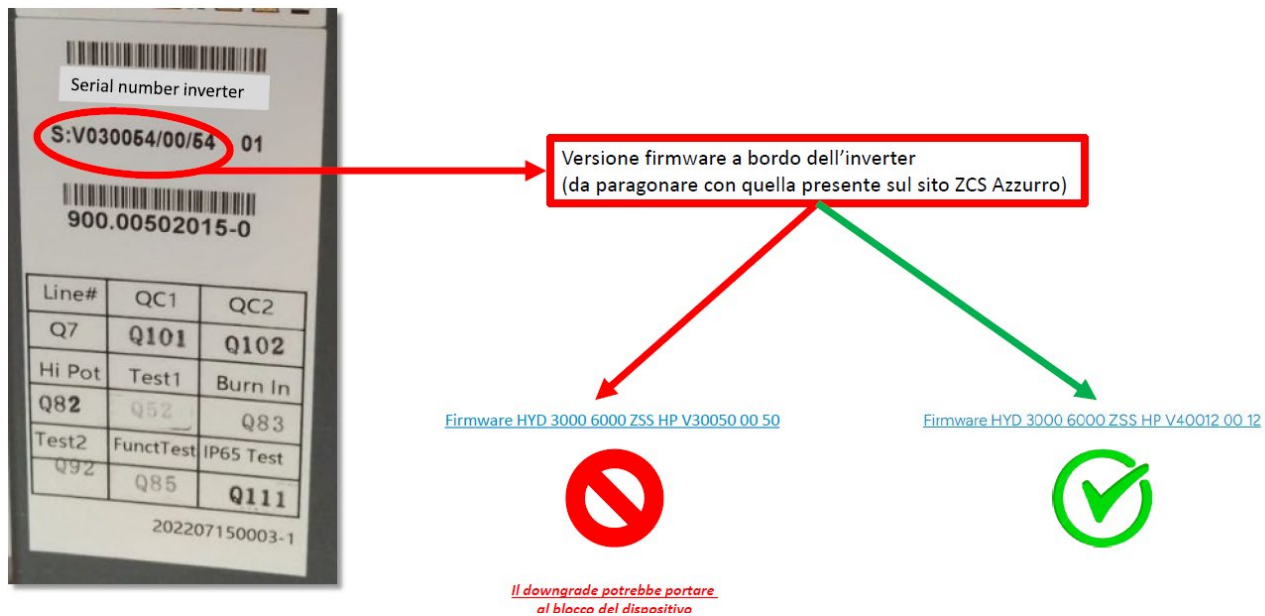 Serial number inverter
S:V030054/00/54 01
900.00502015-0
Line# QC1 QC2
Q7 Q101 Q102
Hi Pot Test1 Burn In
Q82 Q52 Q83
Test2 FunctTest IP65 Test
Q92 Q85 Q111
202207150003-1
Versione firmware a bordo dell'inverter
(da paragonare con quella presente sul sito ZCS Azzurro)
Firmware HYD 3000 6000 ZSS HP V30050 00 50
Firmware HYD 3000 6000 ZSS HP V40012 00 12
Il downgrade potrebbe portare
al blocco del dispositivo